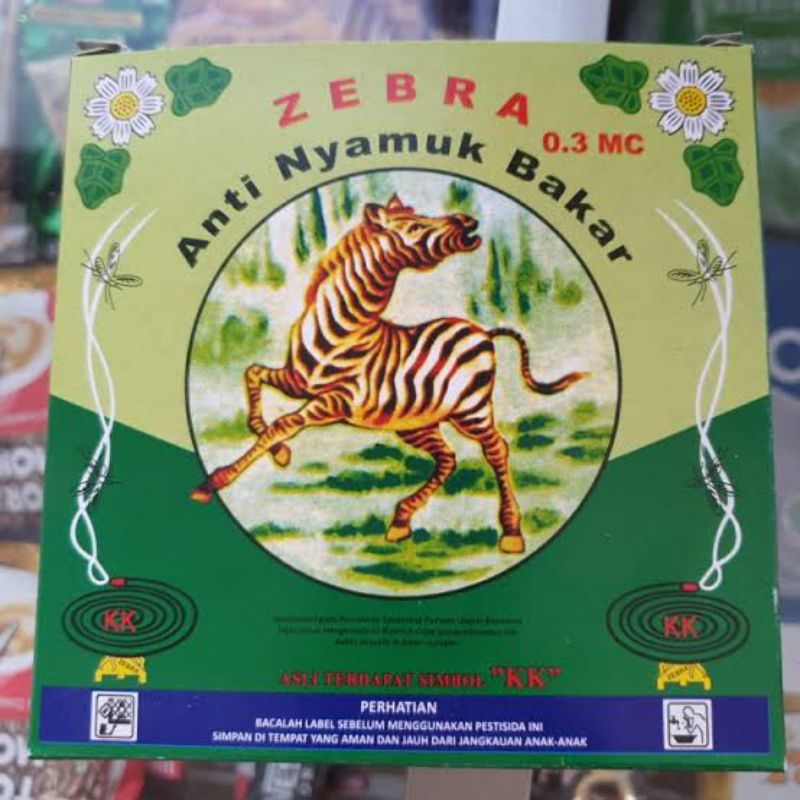 ZEBRA
0.3 MC
Anti Nyamuk Bakar
KK
KK
ASLI TERDAPAT SIMBOL "KK"
PERHATIAN
BACALAH LABEL SEBELUM MENGGUNAKAN PESTISIDA INI
SIMPAN DI TEMPAT YANG AMAN DAN JAUH DARI JANGKAUAN ANAK-ANAK